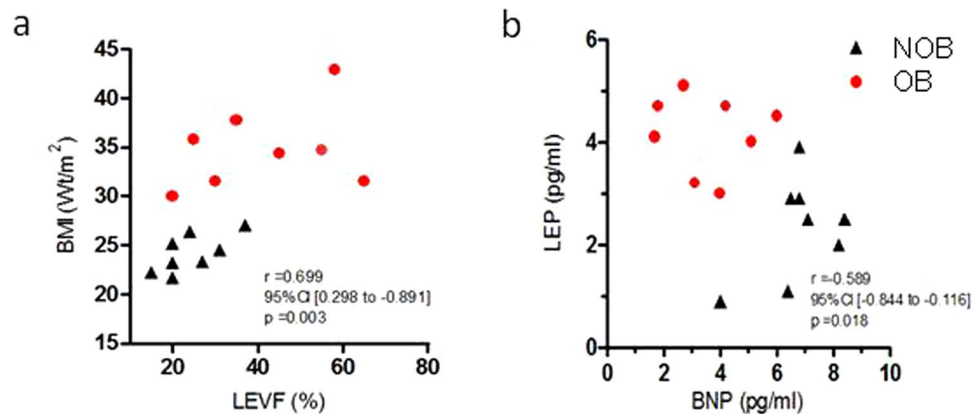 a
45
40
35
30
25
20
15
BMI (Wt/m²)
20 40 60 80
LEVF (%)
r =0.699
95%CI [0.298 to -0.891]
p =0.003
b
6
4
2
0
LEP (pg/ml)
0 2 4 6 8 10
BNP (pg/ml)
NOB
OB
r=-0.589
95%CI [-0.844 to -0.116]
p =0.018